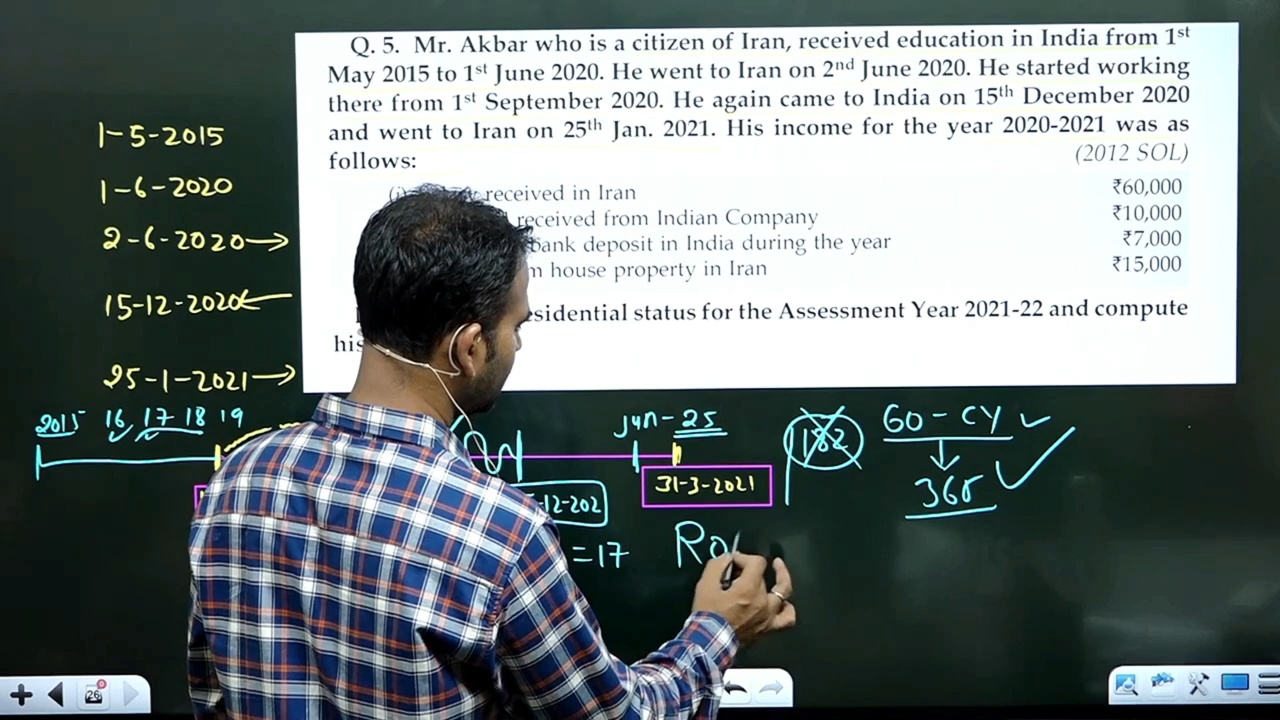 Q. 5. Mr. Akbar who is a citizen of Iran, received education in India from 1st
May 2015 to 1st June 2020. He went to Iran on 2nd June 2020. He started working
there from 1st September 2020. He again came to India on 15th December 2020
and went to Iran on 25th Jan. 2021. His income for the year 2020-2021 was as
follows:
(2012 SOL)
(i) received in Iran ₹60,000
received from Indian Company ₹10,000
bank deposit in India during the year ₹7,000
house property in Iran ₹15,000
residential status for the Assessment Year 2021-22 and compute
his
1-5-2015
1-6-2020
2-6-2020→
15-12-2020←
25-1-2021→
2015 16 17 18 19
Jun-25
31-3-2021
-12-202
=17
182
60-CY ✓
↓
365 ✓
Ro
26